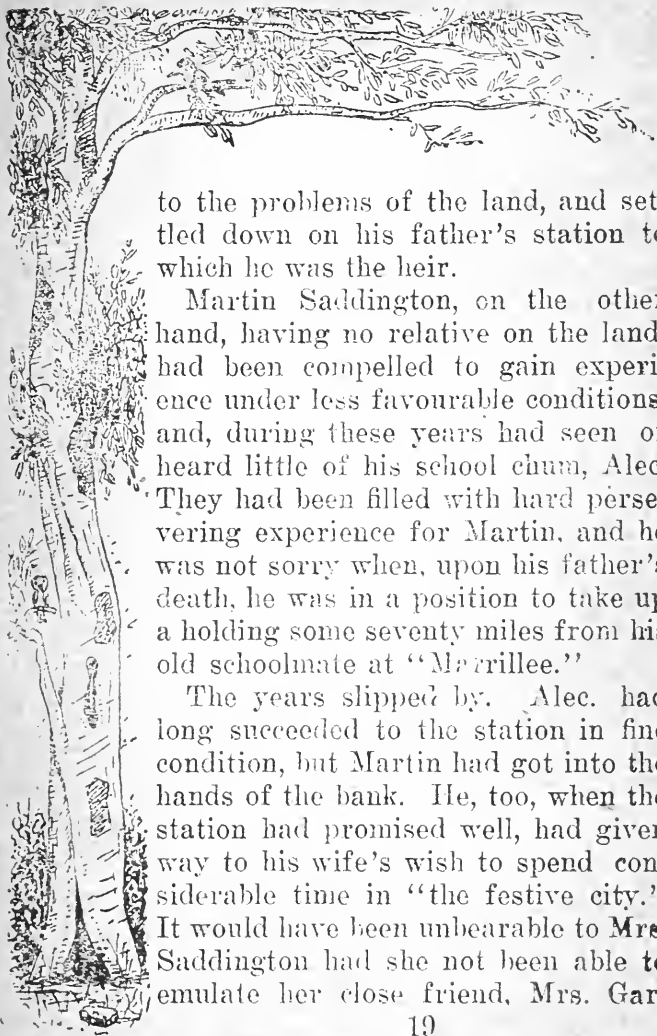 to the problems of the land, and set
tled down on his father's station to
which he was the heir.
Martin Saddington, on the other
hand, having no relative on the land
had been compelled to gain experi
ence under less favourable conditions
and, during these years had seen or
heard little of his school chum, Alec.
They had been filled with hard perse
vering experience for Martin, and he
was not sorry when, upon his father's
death, he was in a position to take up
a holding some seventy miles from his
old schoolmate at "Merrillee."
The years slipped by. Alec. had
long succeeded to the station in fine
condition, but Martin had got into the
hands of the bank. He, too, when the
station had promised well, had given
way to his wife's wish to spend con
siderable time in "the festive city."
It would have been unbearable to Mrs
Saddington had she not been able to
emulate her close friend, Mrs. Gar
19